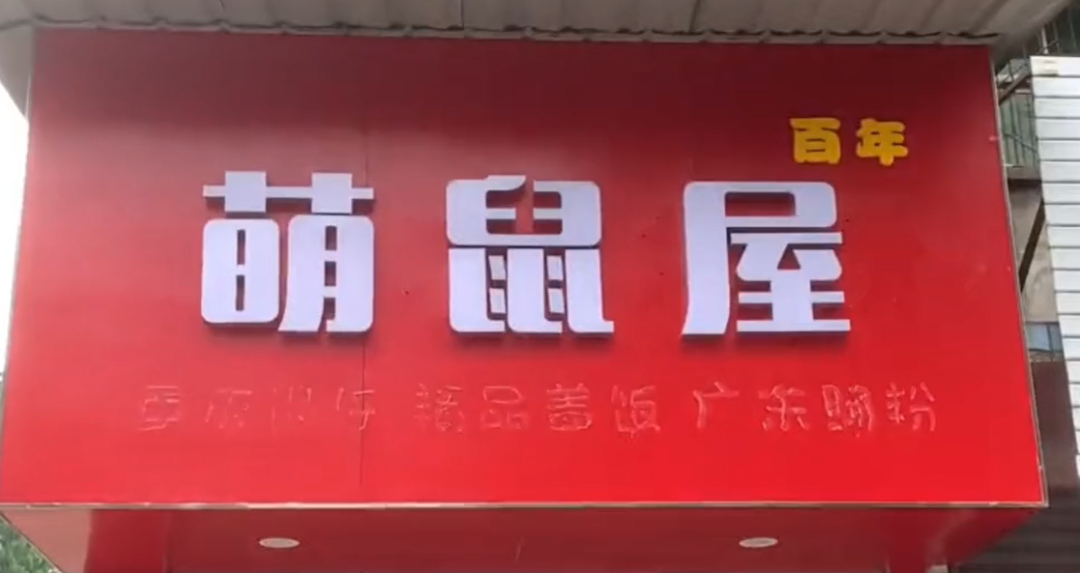 百年
萌鼠屋
精品盖饭 广东肠粉